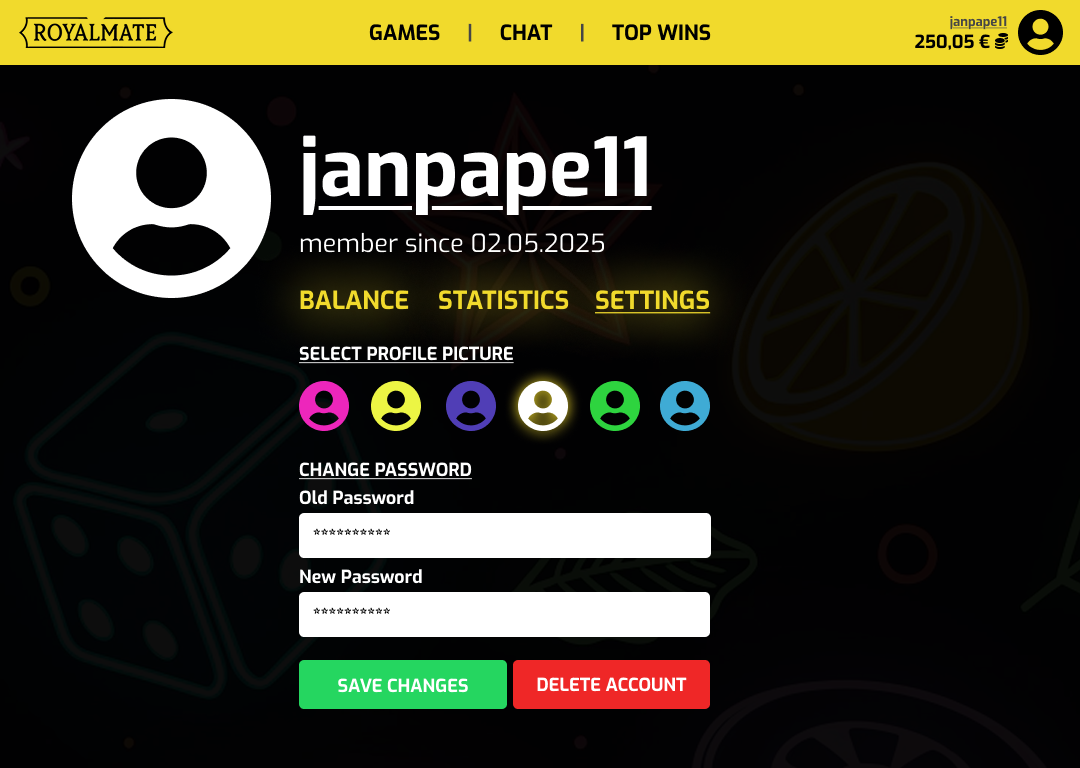 ROYALMATE
GAMES | CHAT | TOP WINS
janpape11
250,05 €
janpape11
member since 02.05.2025
BALANCE STATISTICS SETTINGS
SELECT PROFILE PICTURE
CHANGE PASSWORD
Old Password
**********
New Password
**********
SAVE CHANGES DELETE ACCOUNT